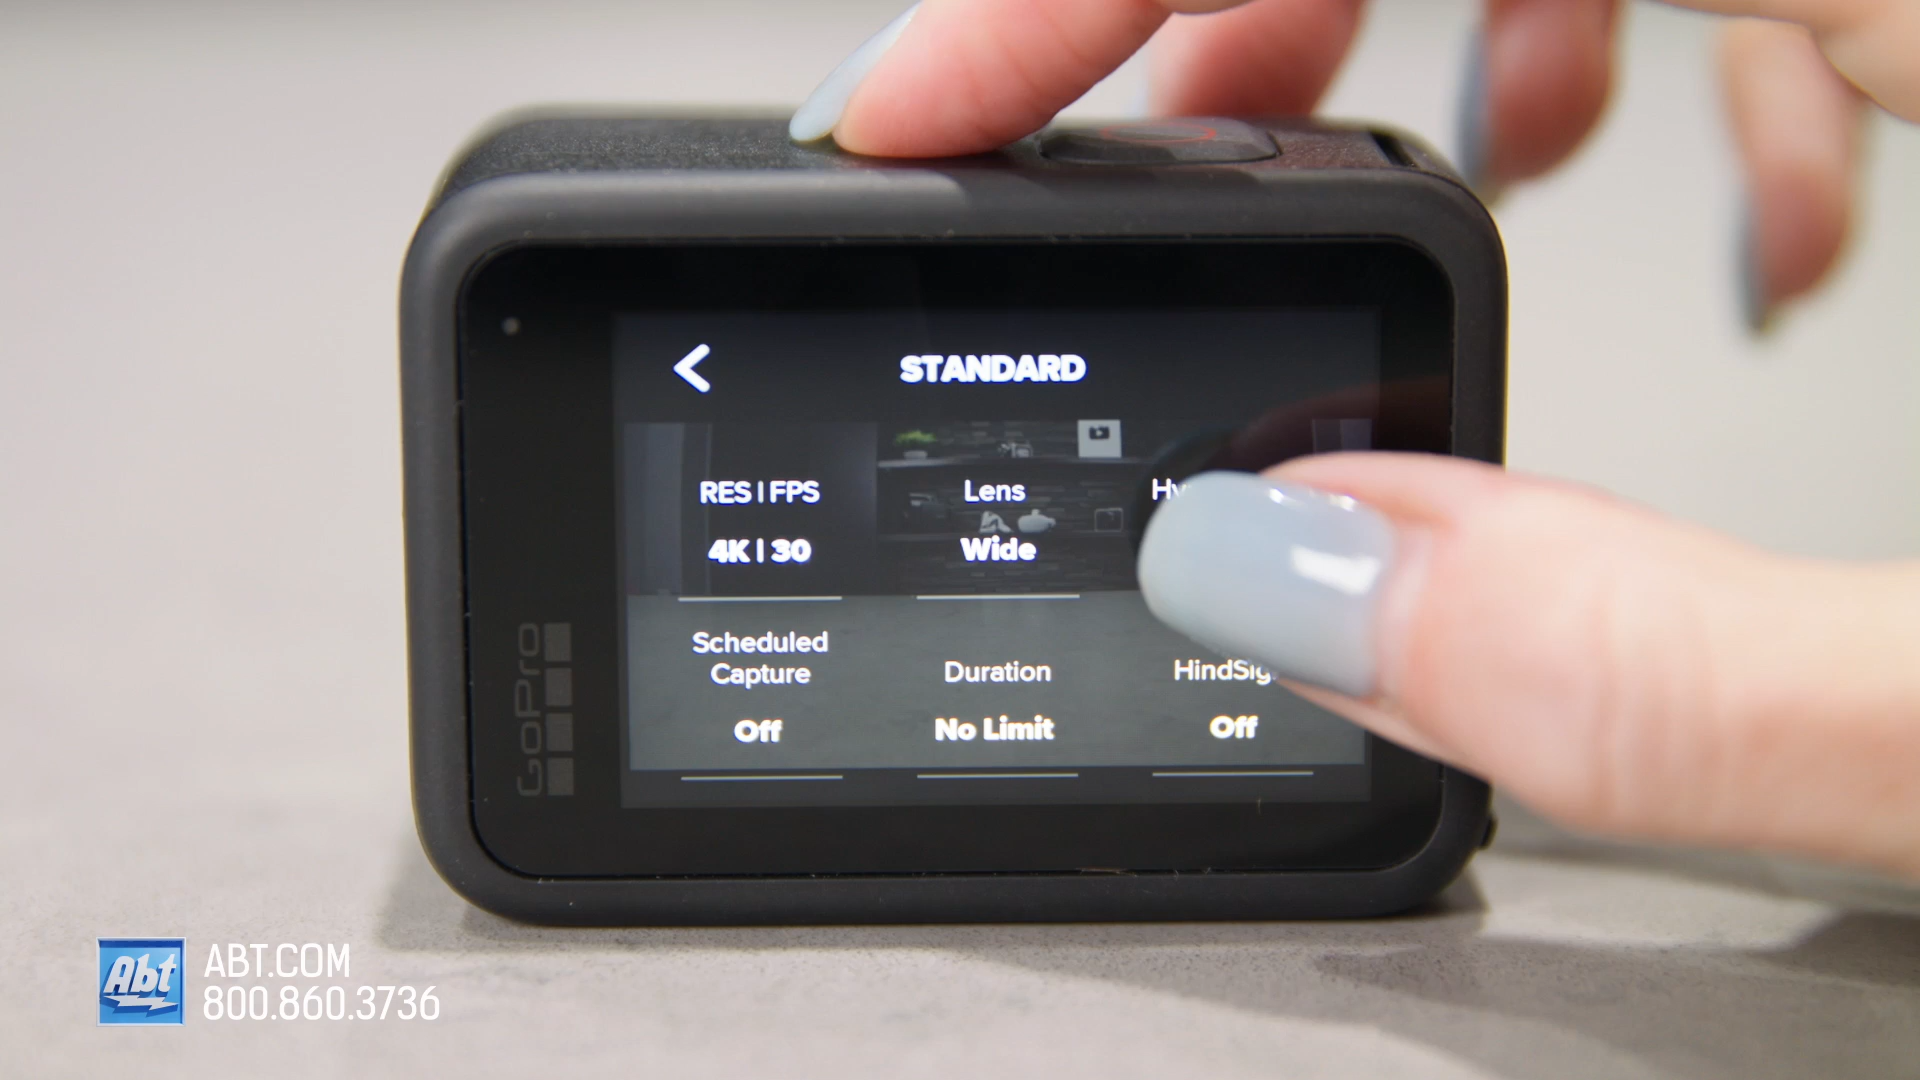 STANDARD
RES | FPS
4K | 30
Lens
Wide
Scheduled
Capture
Off
Duration
No Limit
Off
GoPro
Abt
ABT.COM
800.860.3736